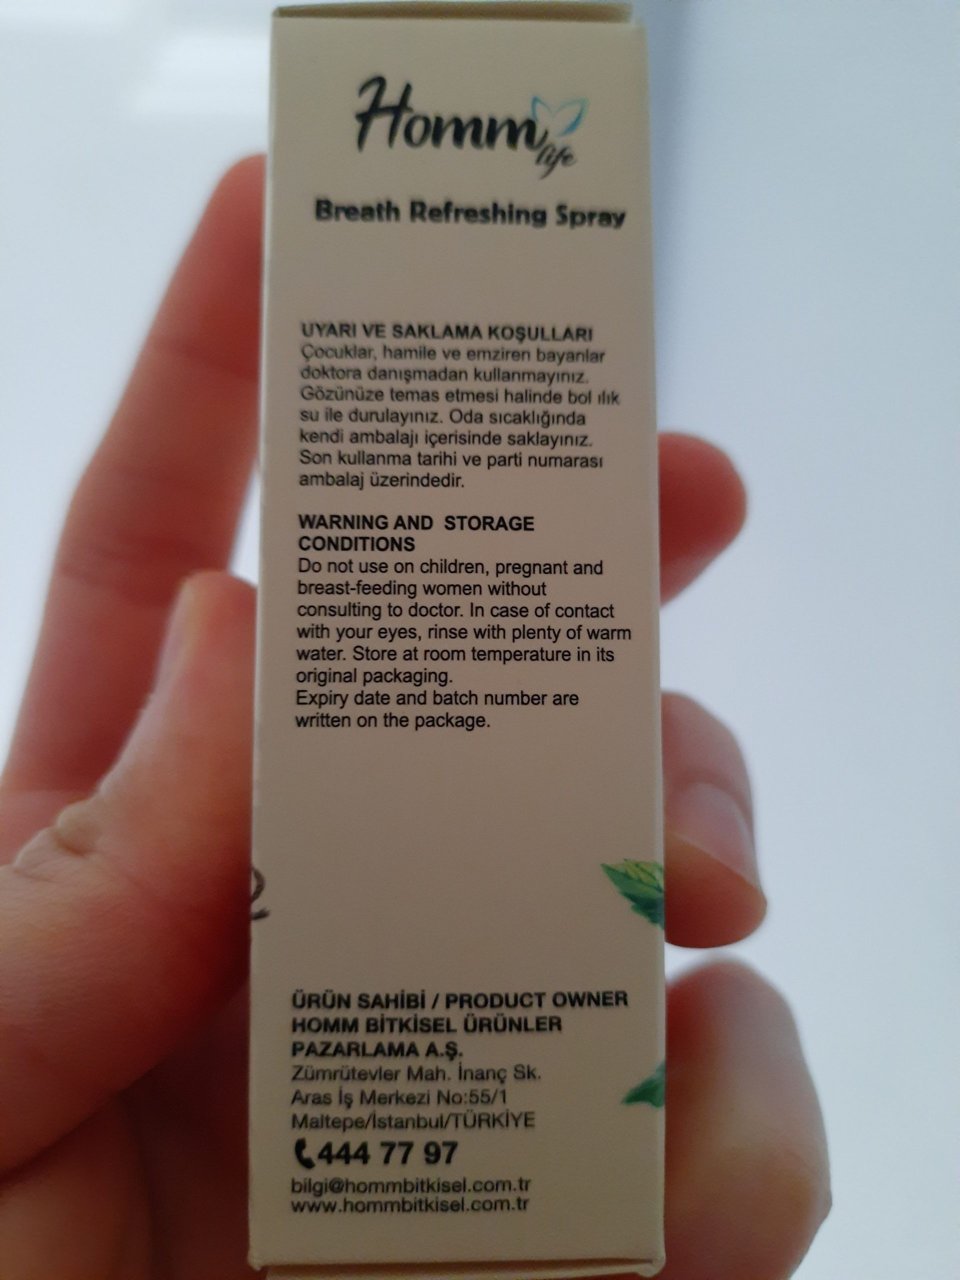 Homm
life
Breath Refreshing Spray
UYARI VE SAKLAMA KOŞULLARI
Çocuklar, hamile ve emziren bayanlar
doktora danışmadan kullanmayınız.
Gözünüze temas etmesi halinde bol ılık
su ile durulayınız. Oda sıcaklığında
kendi ambalajı içerisinde saklayınız.
Son kullanma tarihi ve parti numarası
ambalaj üzerindedir.
WARNING AND STORAGE
CONDITIONS
Do not use on children, pregnant and
breast-feeding women without
consulting to doctor. In case of contact
with your eyes, rinse with plenty of warm
water. Store at room temperature in its
original packaging.
Expiry date and batch number are
written on the package.
ÜRÜN SAHİBİ / PRODUCT OWNER
HOMM BİTKİSEL ÜRÜNLER
PAZARLAMA A.Ş.
Zümrütevler Mah. İnanç Sk.
Aras İş Merkezi No:55/1
Maltepe/İstanbul/TÜRKİYE
444 77 97
bilgi@hommbitkisel.com.tr
www.hommbitkisel.com.tr